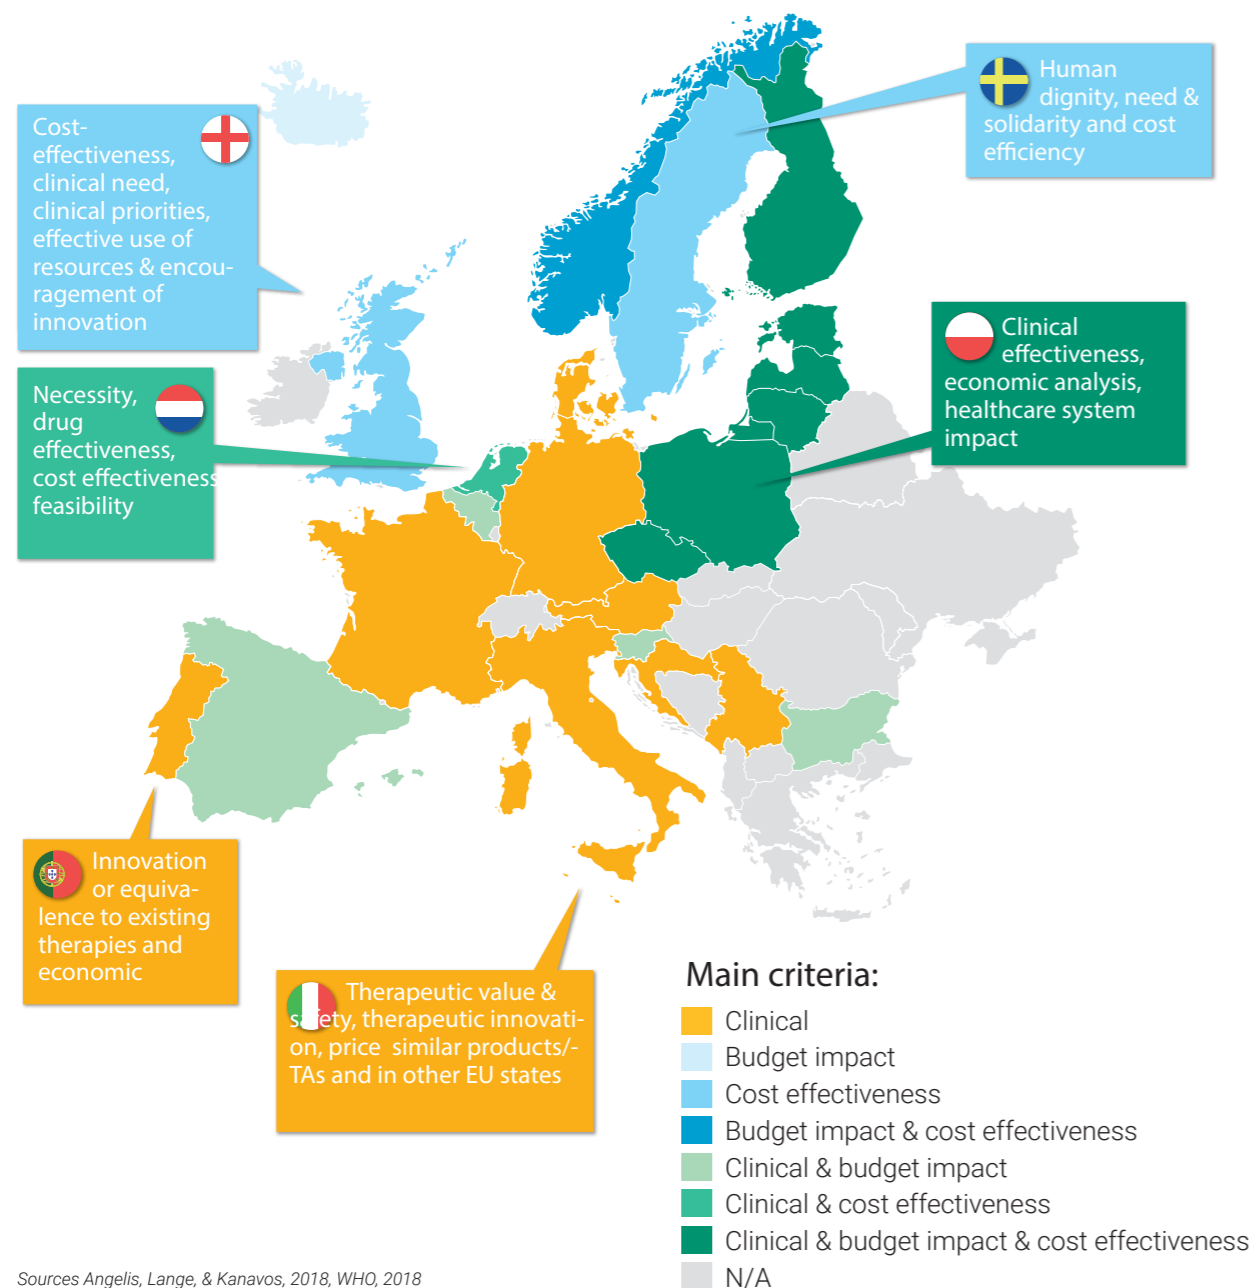 Cost-
effectiveness,
clinical need,
clinical priorities,
effective use of
resources & encou-
ragement of
innovation
Human
dignity, need &
solidarity and cost
efficiency
Necessity,
drug
effectiveness,
cost effectiveness
feasibility
Clinical
effectiveness,
economic analysis,
healthcare system
impact
Innovation
or equiva-
lence to existing
therapies and
economic
Therapeutic value &
safety, therapeutic innovati-
on, price similar products/-
TAs and in other EU states
Main criteria:
Clinical
Budget impact
Cost effectiveness
Budget impact & cost effectiveness
Clinical & budget impact
Clinical & cost effectiveness
Clinical & budget impact & cost effectiveness
N/A
Sources Angelis, Lange, & Kanavos, 2018, WHO, 2018